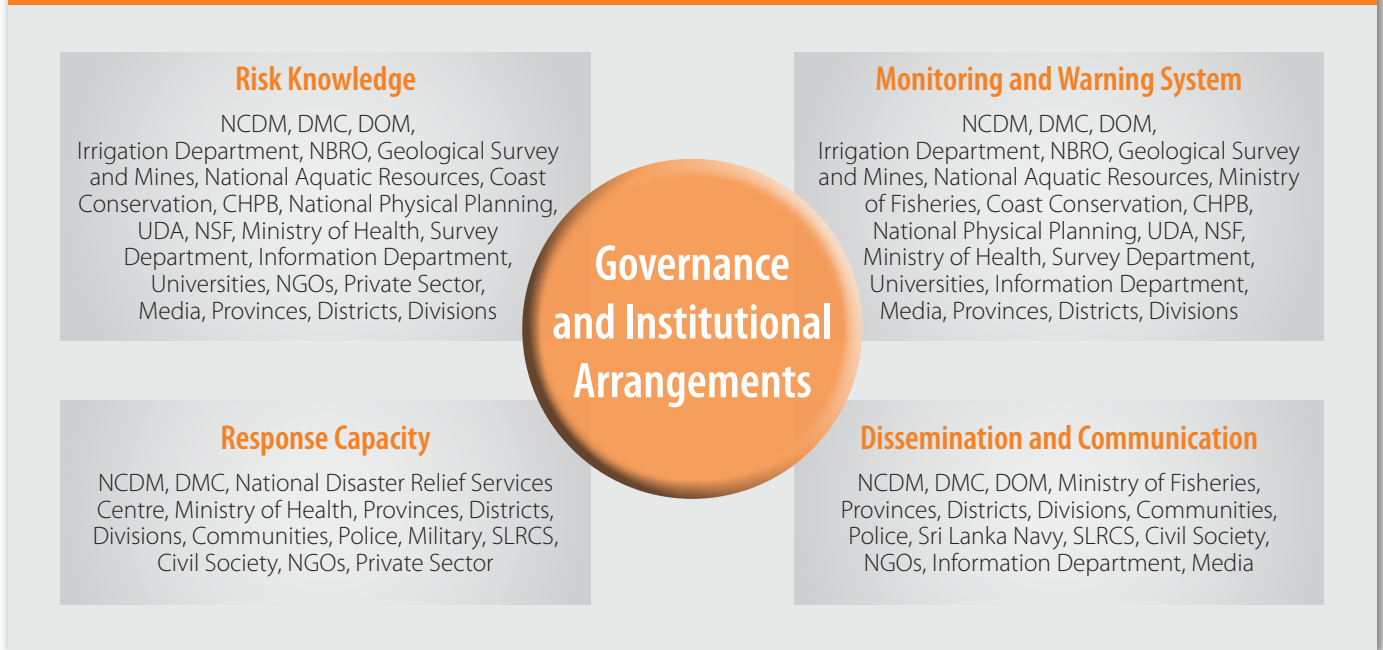 Risk Knowledge
NCDM, DMC, DOM,
Irrigation Department, NBRO, Geological Survey
and Mines, National Aquatic Resources, Coast
Conservation, CHPB, National Physical Planning,
UDA, NSF, Ministry of Health, Survey
Department, Information Department,
Universities, NGOs, Private Sector,
Media, Provinces, Districts, Divisions
Monitoring and Warning System
NCDM, DMC, DOM,
Irrigation Department, NBRO, Geological Survey
and Mines, National Aquatic Resources, Ministry
of Fisheries, Coast Conservation, CHPB,
National Physical Planning, UDA, NSF,
Ministry of Health, Survey Department,
Universities, Information Department,
Media, Provinces, Districts, Divisions
Governance
and Institutional
Arrangements
Response Capacity
NCDM, DMC, National Disaster Relief Services
Centre, Ministry of Health, Provinces, Districts,
Divisions, Communities, Police, Military, SLRCS,
Civil Society, NGOs, Private Sector
Dissemination and Communication
NCDM, DMC, DOM, Ministry of Fisheries,
Provinces, Districts, Divisions, Communities,
Police, Sri Lanka Navy, SLRCS, Civil Society,
NGOs, Information Department, Media